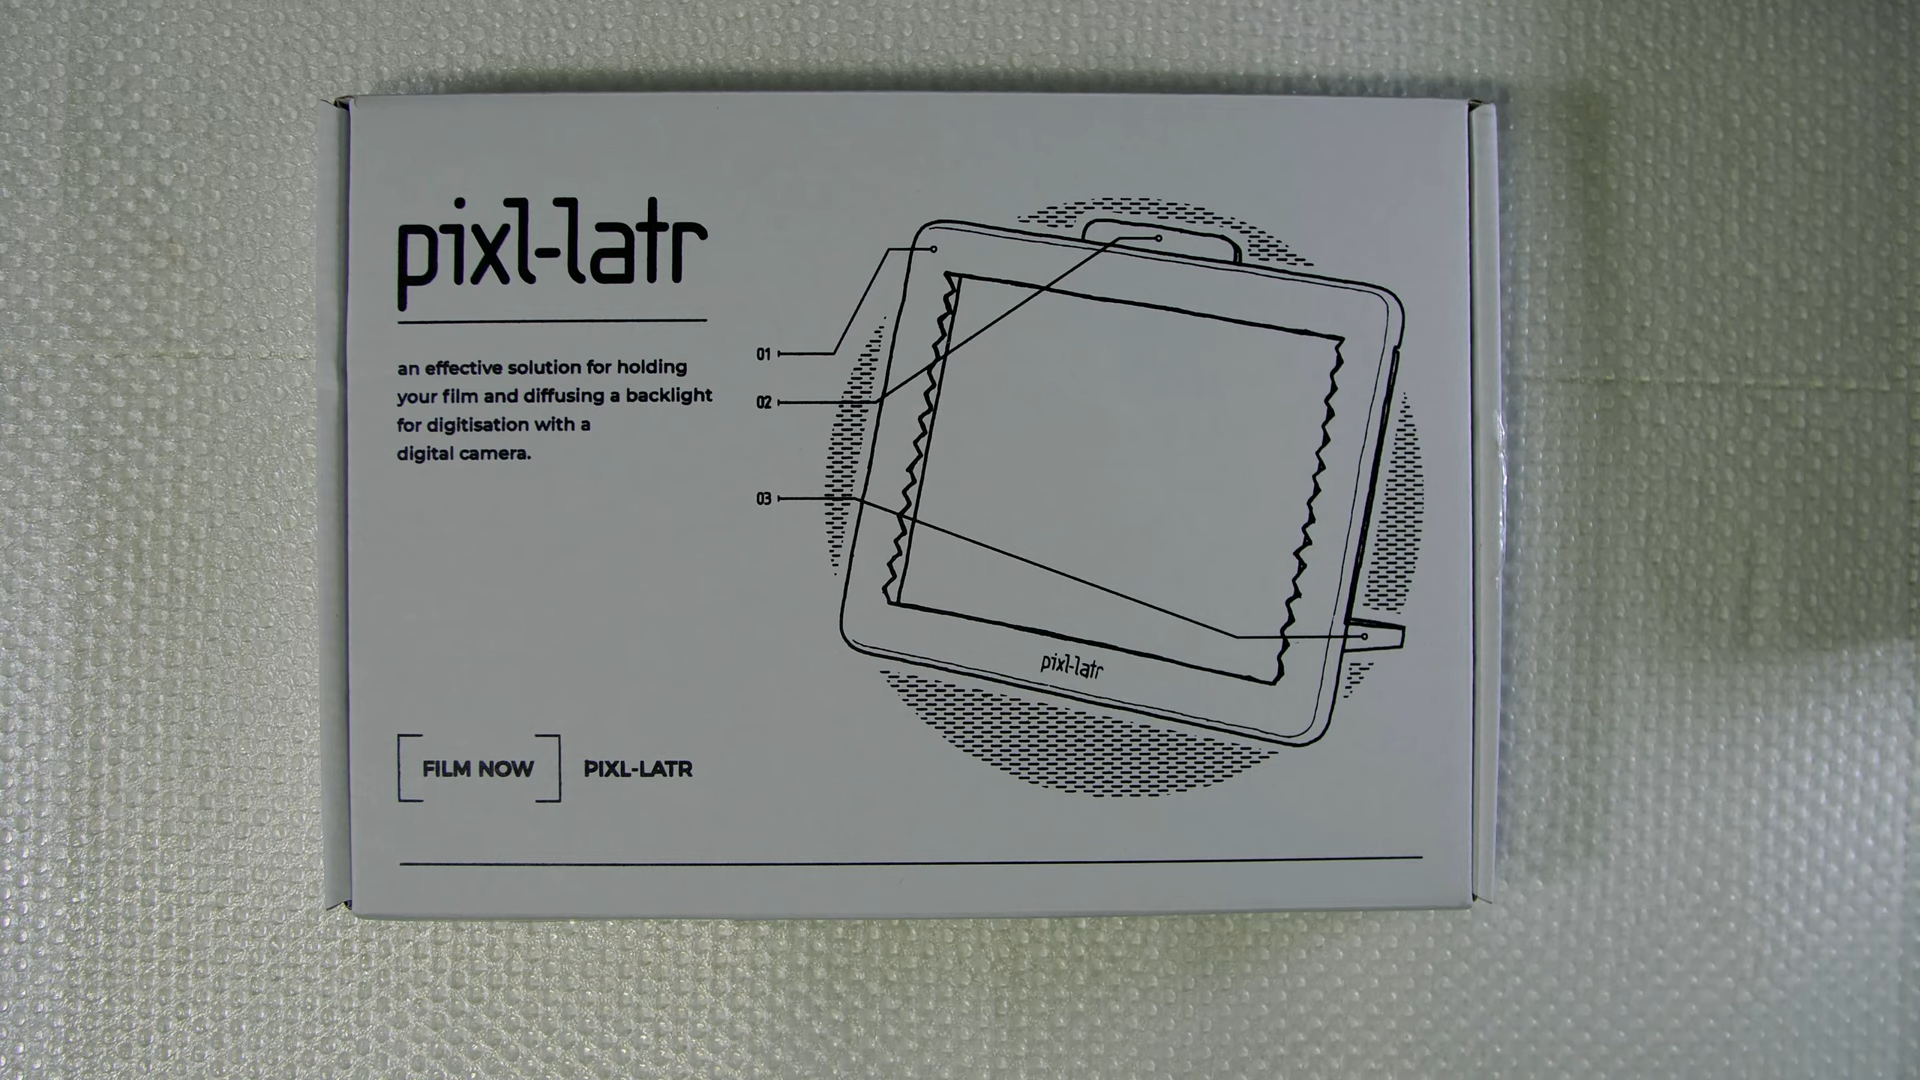 pixl-latr
an effective solution for holding
your film and diffusing a backlight
for digitisation with a
digital camera.
01
02
03
pixl-latr
FILM NOW PIXL-LATR